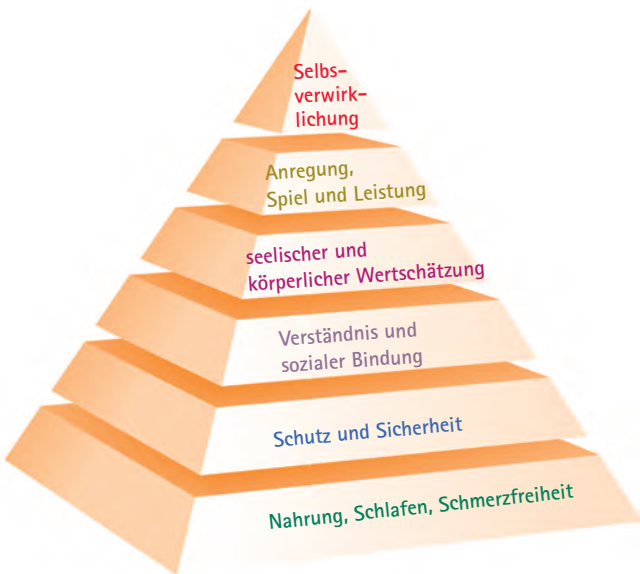 Selbs-
verwirk-
lichung
Anregung,
Spiel und Leistung
seelischer und
körperlicher Wertschätzung
Verständnis und
sozialer Bindung
Schutz und Sicherheit
Nahrung, Schlafen, Schmerzfreiheit